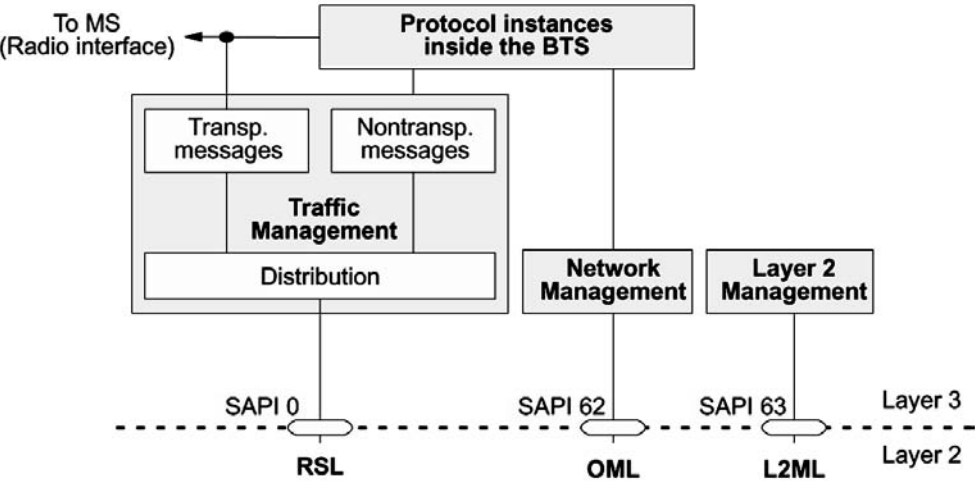 To MS
(Radio interface)
Protocol instances
inside the BTS
Transp.
messages
Nontransp.
messages
Traffic
Management
Distribution
Network
Management
Layer 2
Management
SAPI 0
SAPI 62
SAPI 63
Layer 3
Layer 2
RSL
OML
L2ML